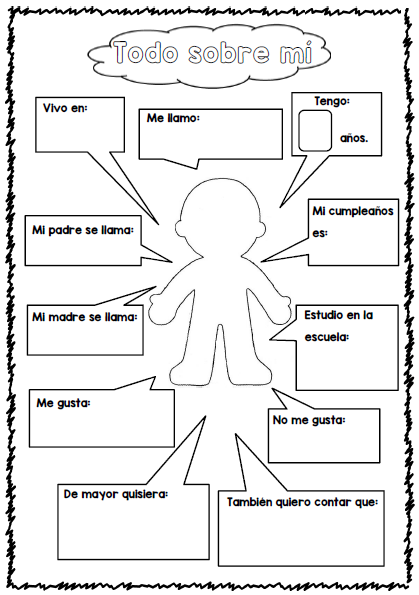 Todo sobre mí
Vivo en:
Me llamo:
Tengo:
años.
Mi padre se llama:
Mi cumpleaños
es:
Mi madre se llama:
Estudio en la
escuela:
Me gusta:
No me gusta:
De mayor quisiera:
También quiero contar que: